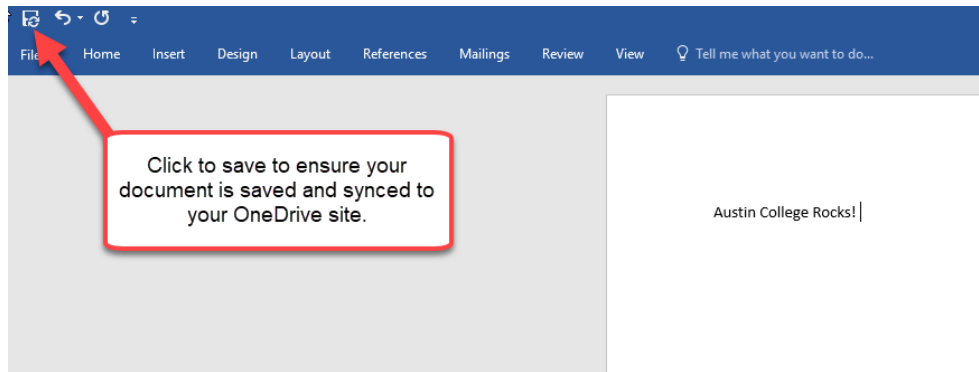 File Home Insert Design Layout References Mailings Review View Tell me what you want to do...
Click to save to ensure your
document is saved and synced to
your OneDrive site.
Austin College Rocks!